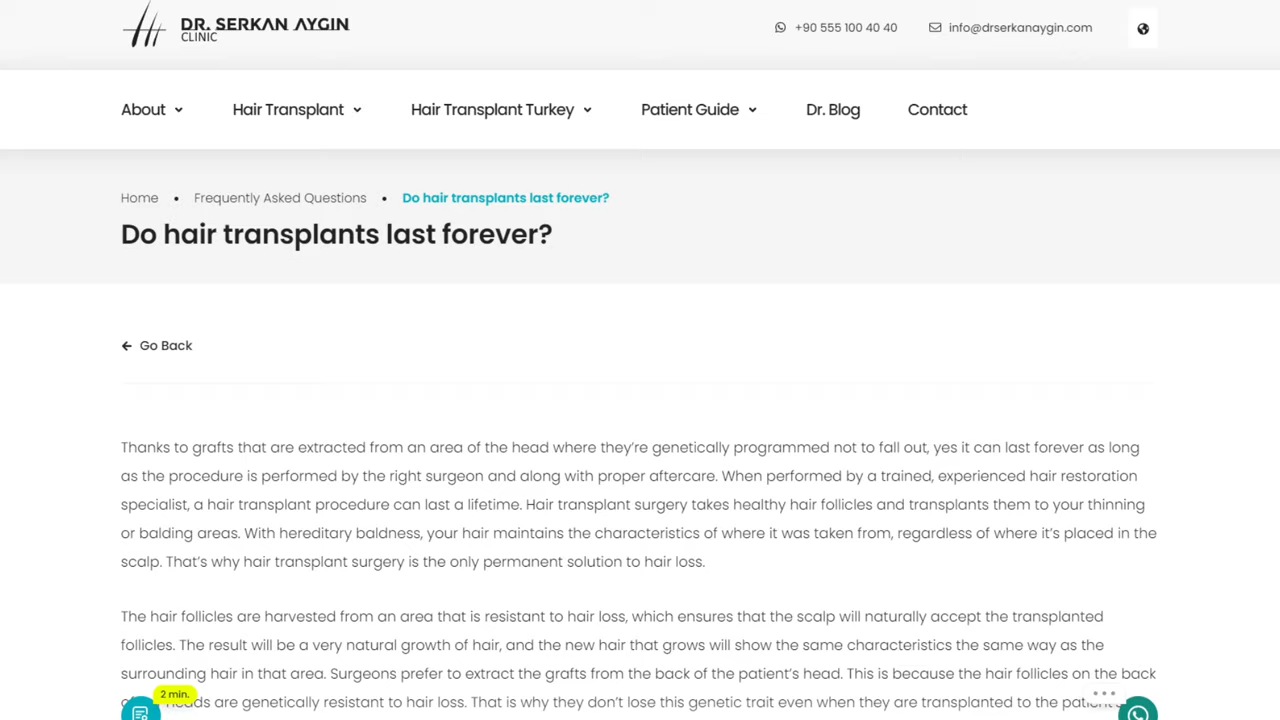 DR. SERKAN AYGIN
CLINIC
+90 555 100 40 40
info@drserkanaygin.com
About
Hair Transplant
Hair Transplant Turkey
Patient Guide
Dr. Blog
Contact
Home • Frequently Asked Questions • Do hair transplants last forever?
Do hair transplants last forever?
Go Back
Thanks to grafts that are extracted from an area of the head where they’re genetically programmed not to fall out, yes it can last forever as long
as the procedure is performed by the right surgeon and along with proper aftercare. When performed by a trained, experienced hair restoration
specialist, a hair transplant procedure can last a lifetime. Hair transplant surgery takes healthy hair follicles and transplants them to your thinning
or balding areas. With hereditary baldness, your hair maintains the characteristics of where it was taken from, regardless of where it’s placed in the
scalp. That’s why hair transplant surgery is the only permanent solution to hair loss.
The hair follicles are harvested from an area that is resistant to hair loss, which ensures that the scalp will naturally accept the transplanted
follicles. The result will be a very natural growth of hair, and the new hair that grows will show the same characteristics the same way as the
surrounding hair in that area. Surgeons prefer to extract the grafts from the back of the patient’s head. This is because the hair follicles on the back
2 min.
are genetically resistant to hair loss. That is why they don’t lose this genetic trait even when they are transplanted to the